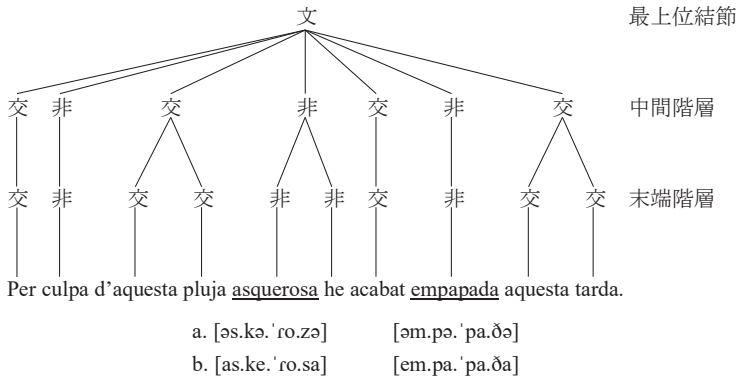 文 最上位結節
交 非 交 非 交 非 交 中間階層
交 非 交 交 非 非 交 非 交 交 末端階層
Per culpa d’aquesta pluja asquerosa he acabat empapada aquesta tarda.
a. [əs.kə.ˈɾo.zə] [əm.pə.ˈpa.ðə]
b. [as.ke.ˈɾo.sa] [em.pa.ˈpa.ða]